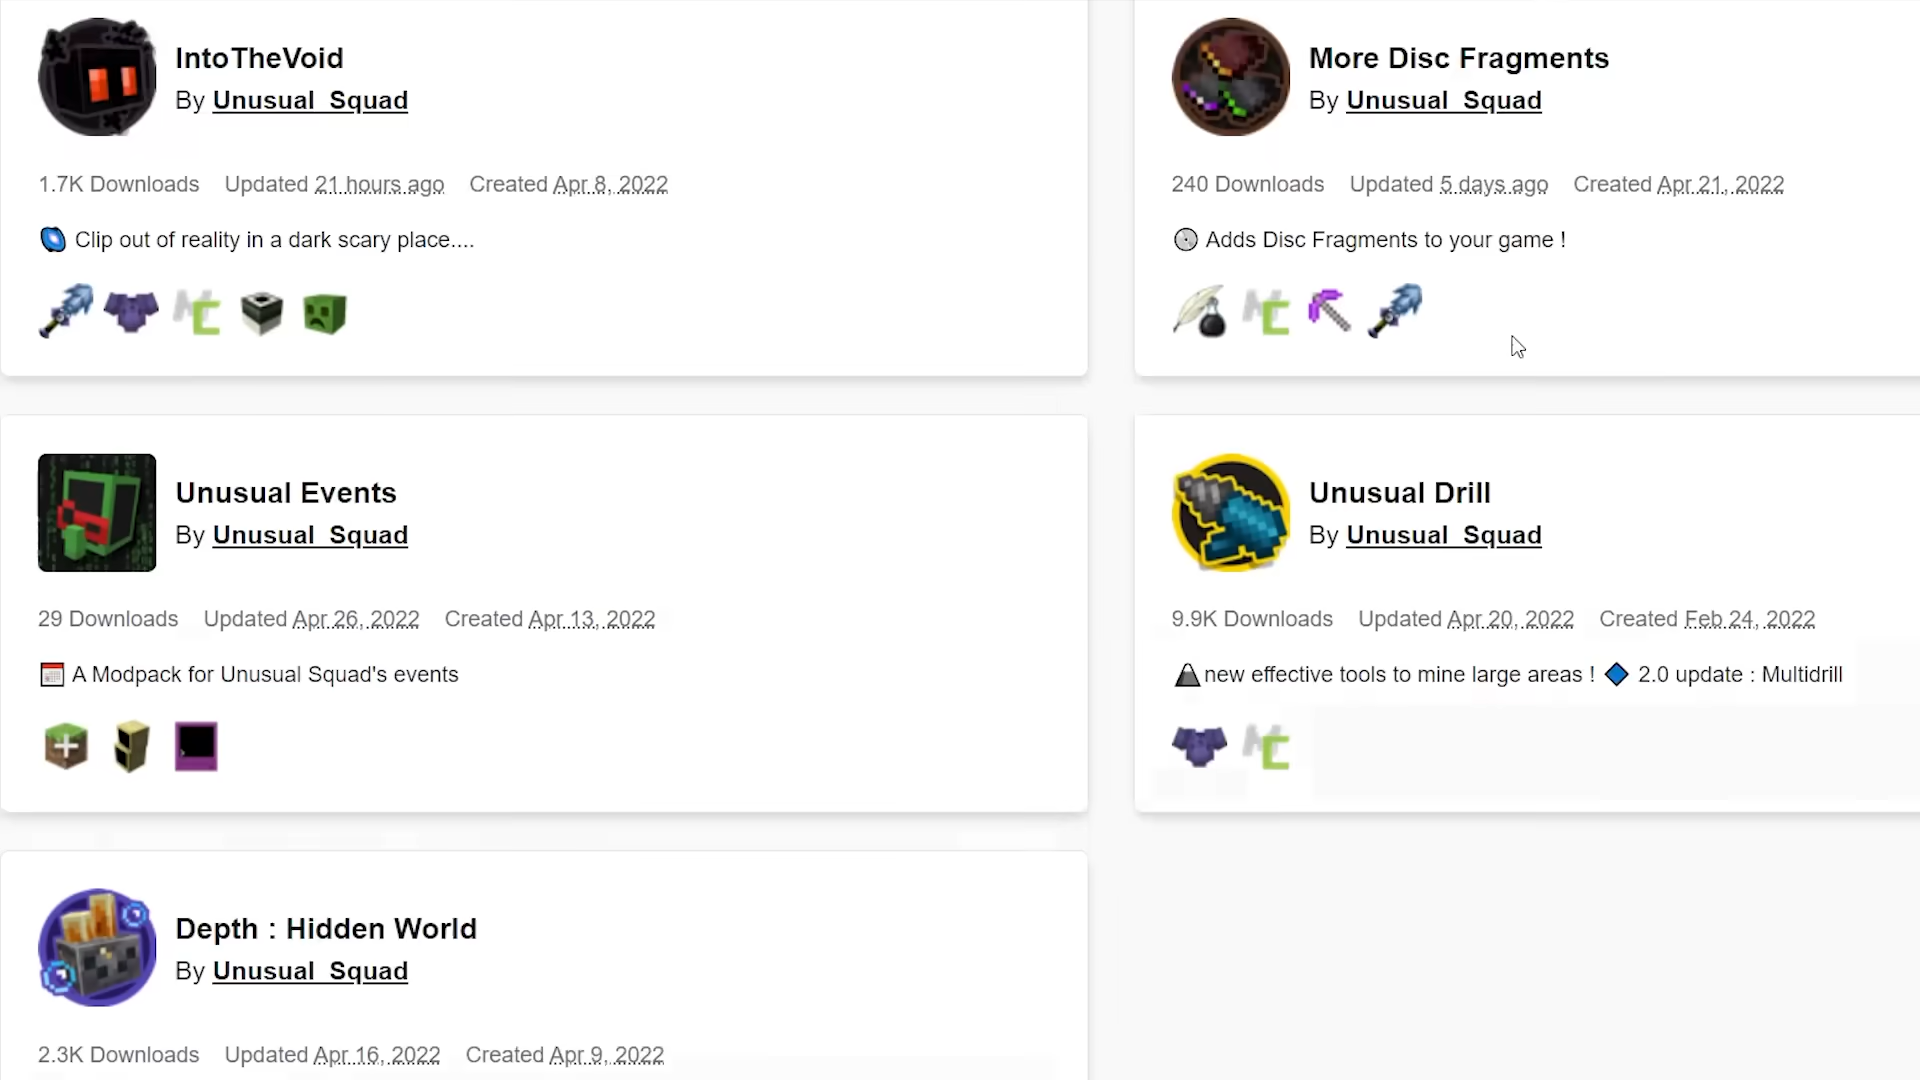 IntoTheVoid
By Unusual_Squad
1.7K Downloads Updated 21 hours ago Created Apr 8, 2022
Clip out of reality in a dark scary place....
More Disc Fragments
By Unusual_Squad
240 Downloads Updated 5 days ago Created Apr 21, 2022
Adds Disc Fragments to your game !
Unusual Events
By Unusual_Squad
29 Downloads Updated Apr 26, 2022 Created Apr 13, 2022
A Modpack for Unusual Squad's events
Unusual Drill
By Unusual_Squad
9.9K Downloads Updated Apr 20, 2022 Created Feb 24, 2022
new effective tools to mine large areas ! 2.0 update : Multidrill
Depth : Hidden World
By Unusual_Squad
2.3K Downloads Updated Apr 16, 2022 Created Apr 9, 2022